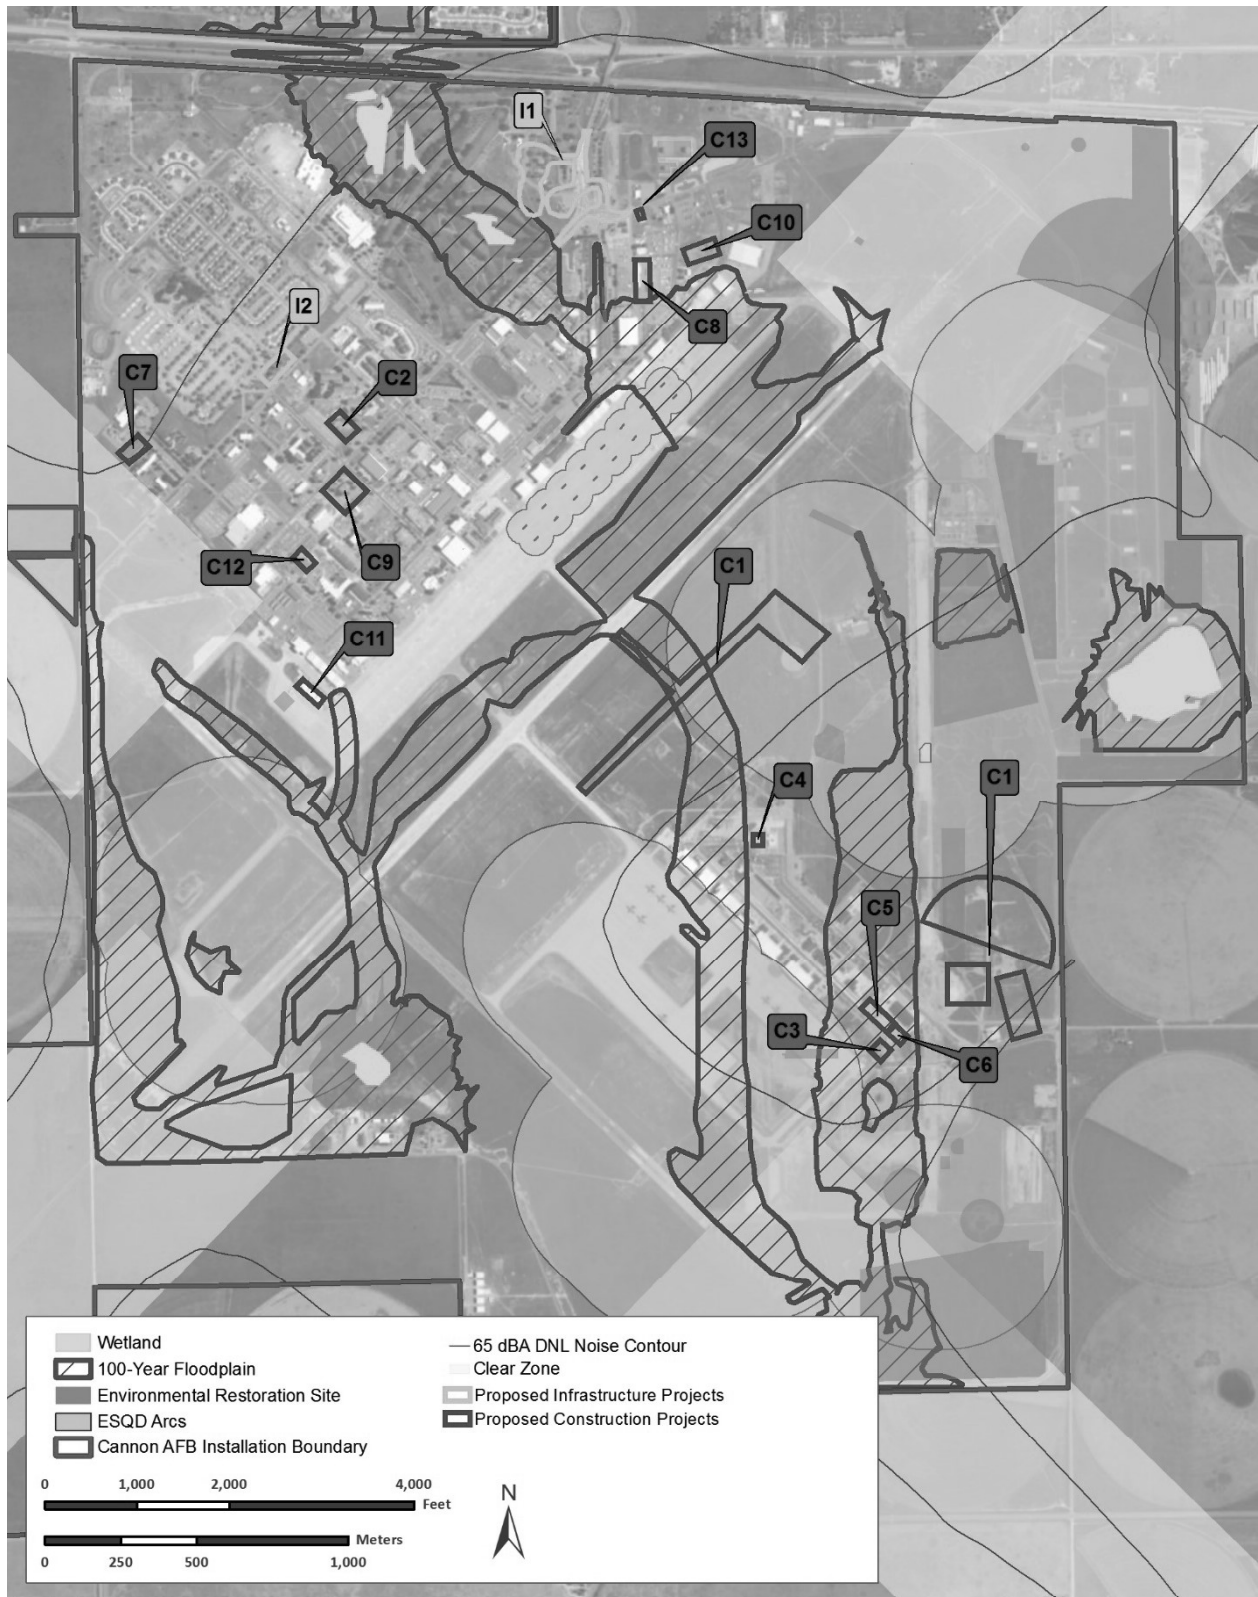 I1
C13
C10
I2
C8
C7
C2
C12
C9
C1
C11
C4
C1
C5
C3
C6
Wetland
100-Year Floodplain
Environmental Restoration Site
ESQD Arcs
Cannon AFB Installation Boundary
65 dBA DNL Noise Contour
Clear Zone
Proposed Infrastructure Projects
Proposed Construction Projects
0 1,000 2,000 4,000
Feet
N
Meters
0 250 500 1,000